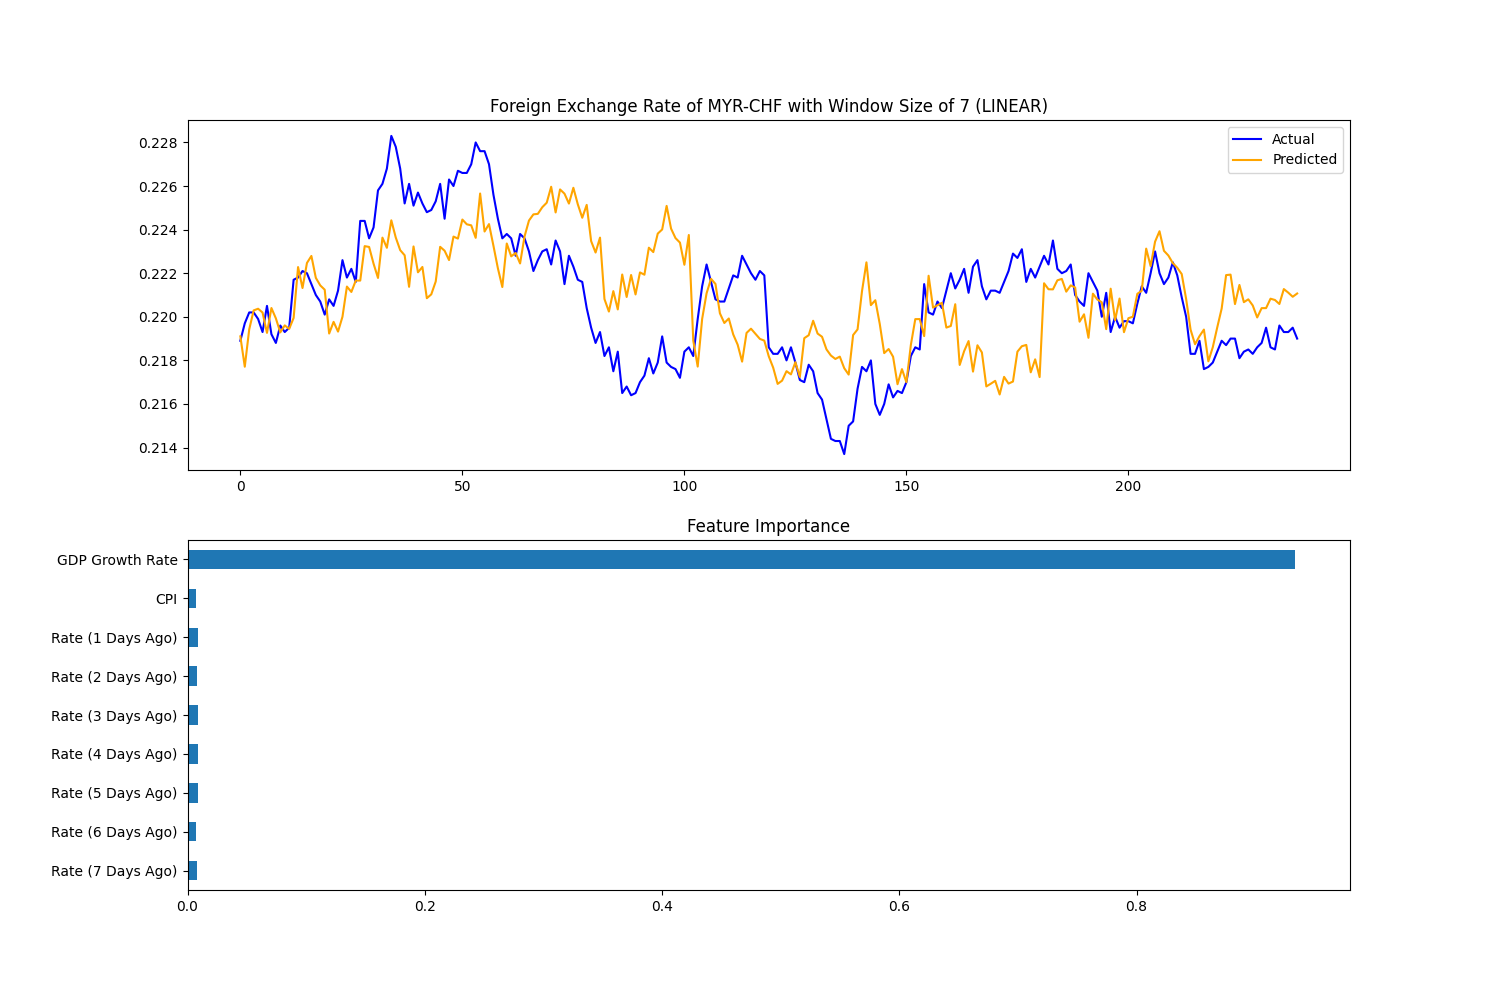 Foreign Exchange Rate of MYR-CHF with Window Size of 7 (LINEAR)
Actual
Predicted
0.228
0.226
0.224
0.222
0.220
0.218
0.216
0.214
0 50 100 150 200
Feature Importance
GDP Growth Rate
CPI
Rate (1 Days Ago)
Rate (2 Days Ago)
Rate (3 Days Ago)
Rate (4 Days Ago)
Rate (5 Days Ago)
Rate (6 Days Ago)
Rate (7 Days Ago)
0.0 0.2 0.4 0.6 0.8